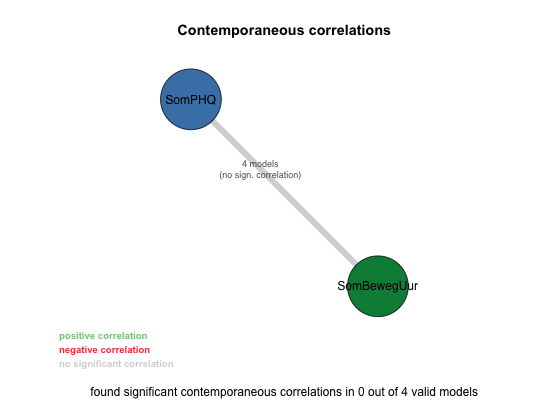 Contemporaneous correlations
SomPHQ
4 models
(no sign. correlation)
SomBewegUur
positive correlation
negative correlation
no significant correlation
found significant contemporaneous correlations in 0 out of 4 valid models